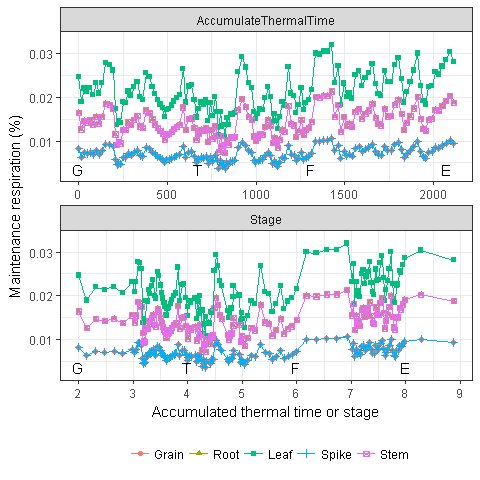 AccumulateThermalTime
0.03
0.02
0.01
G T F E
0 500 1000 1500 2000
Maintenance respiration (%)
Stage
0.03
0.02
0.01
G T F E
2 3 4 5 6 7 8 9
Accumulated thermal time or stage
Grain Root Leaf Spike Stem